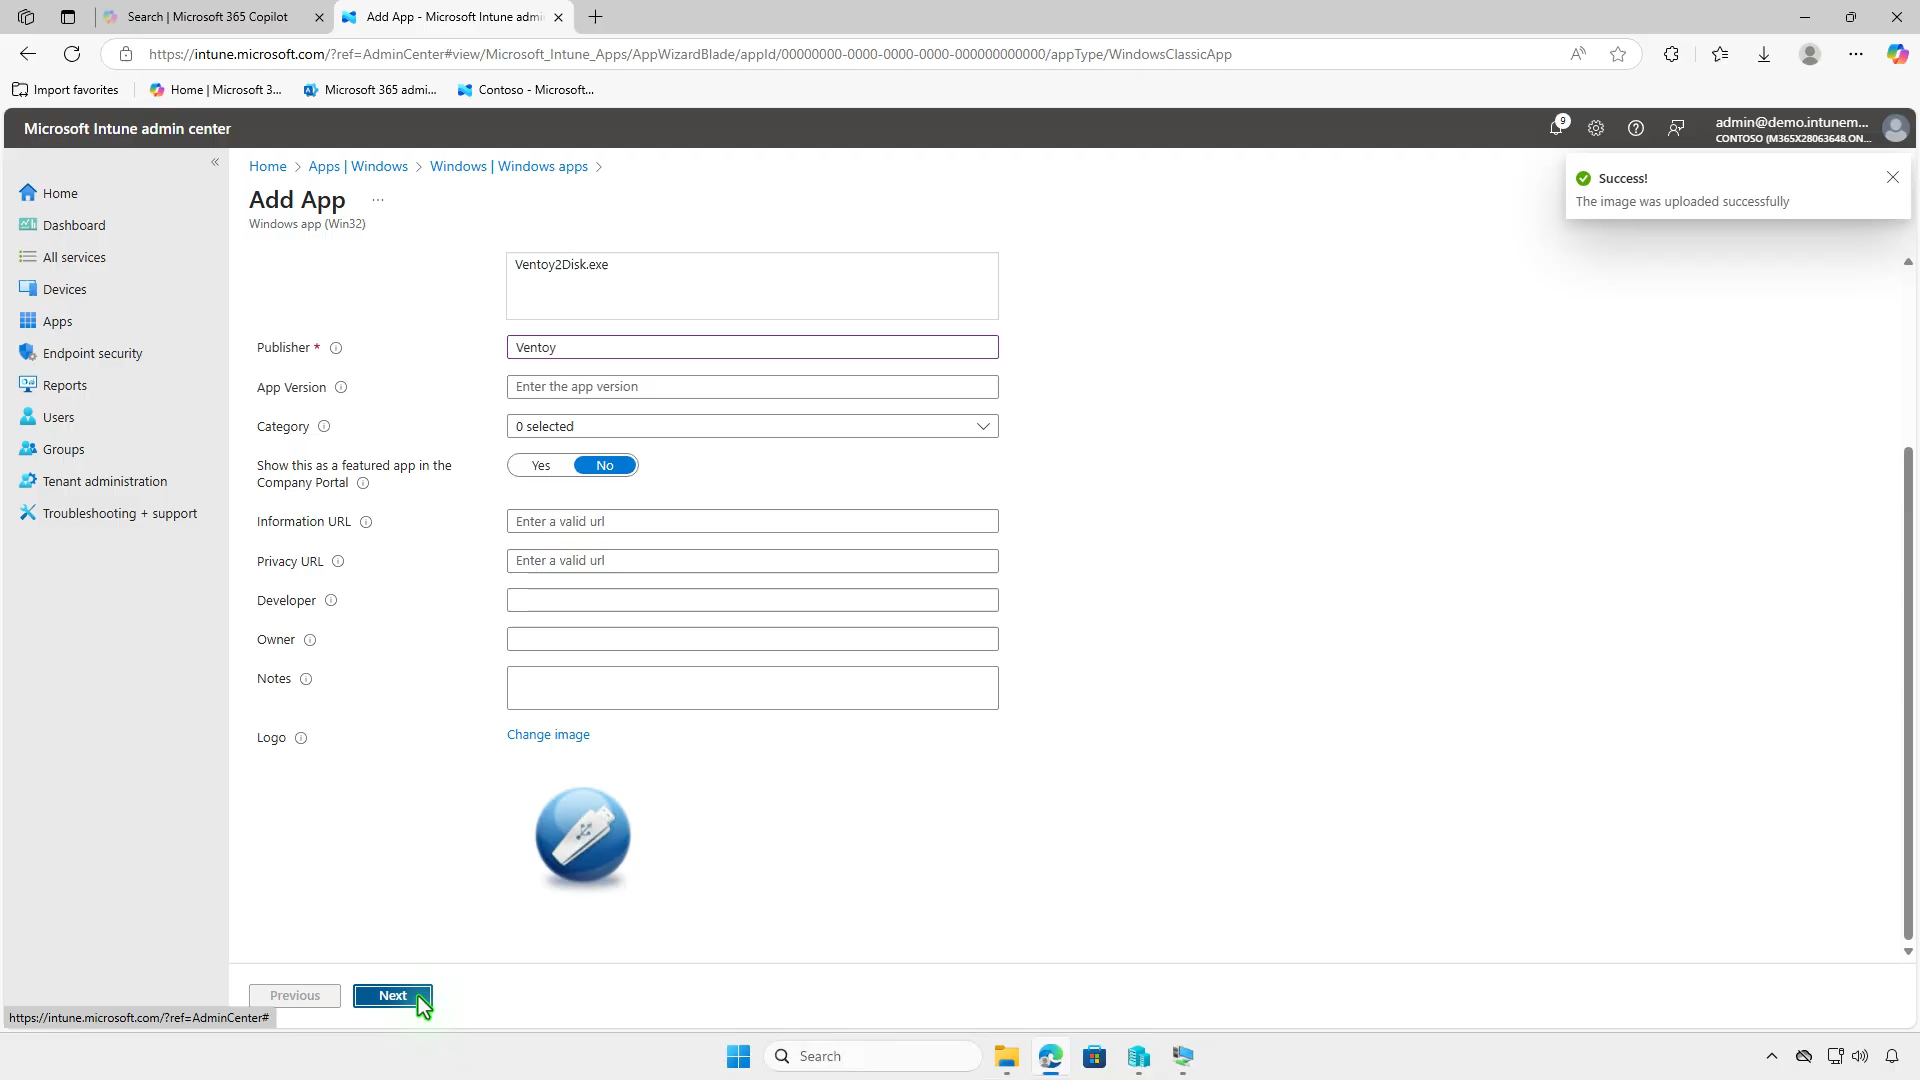 Search | Microsoft 365 Copilot
Add App - Microsoft Intune admi
https://intune.microsoft.com/?ref=AdminCenter#view/Microsoft_Intune_Apps/AppWizardBlade/appId/00000000-0000-0000-0000-000000000000/appType/WindowsClassicApp
Import favorites
Home | Microsoft 3...
Microsoft 365 admi...
Contoso - Microsoft...
Microsoft Intune admin center
9
admin@demo.intunem...
CONTOSO (M365X28063648.ON...
Home
Dashboard
All services
Devices
Apps
Endpoint security
Reports
Users
Groups
Tenant administration
Troubleshooting + support
Home > Apps | Windows > Windows | Windows apps >
Add App ...
Windows app (Win32)
Success!
The image was uploaded successfully
Ventoy2Disk.exe
Publisher * Ventoy
App Version Enter the app version
Category 0 selected
Show this as a featured app in the
Company Portal
Yes No
Information URL Enter a valid url
Privacy URL Enter a valid url
Developer
Owner
Notes
Logo Change image
Previous
Next
https://intune.microsoft.com/?ref=AdminCenter#
Search